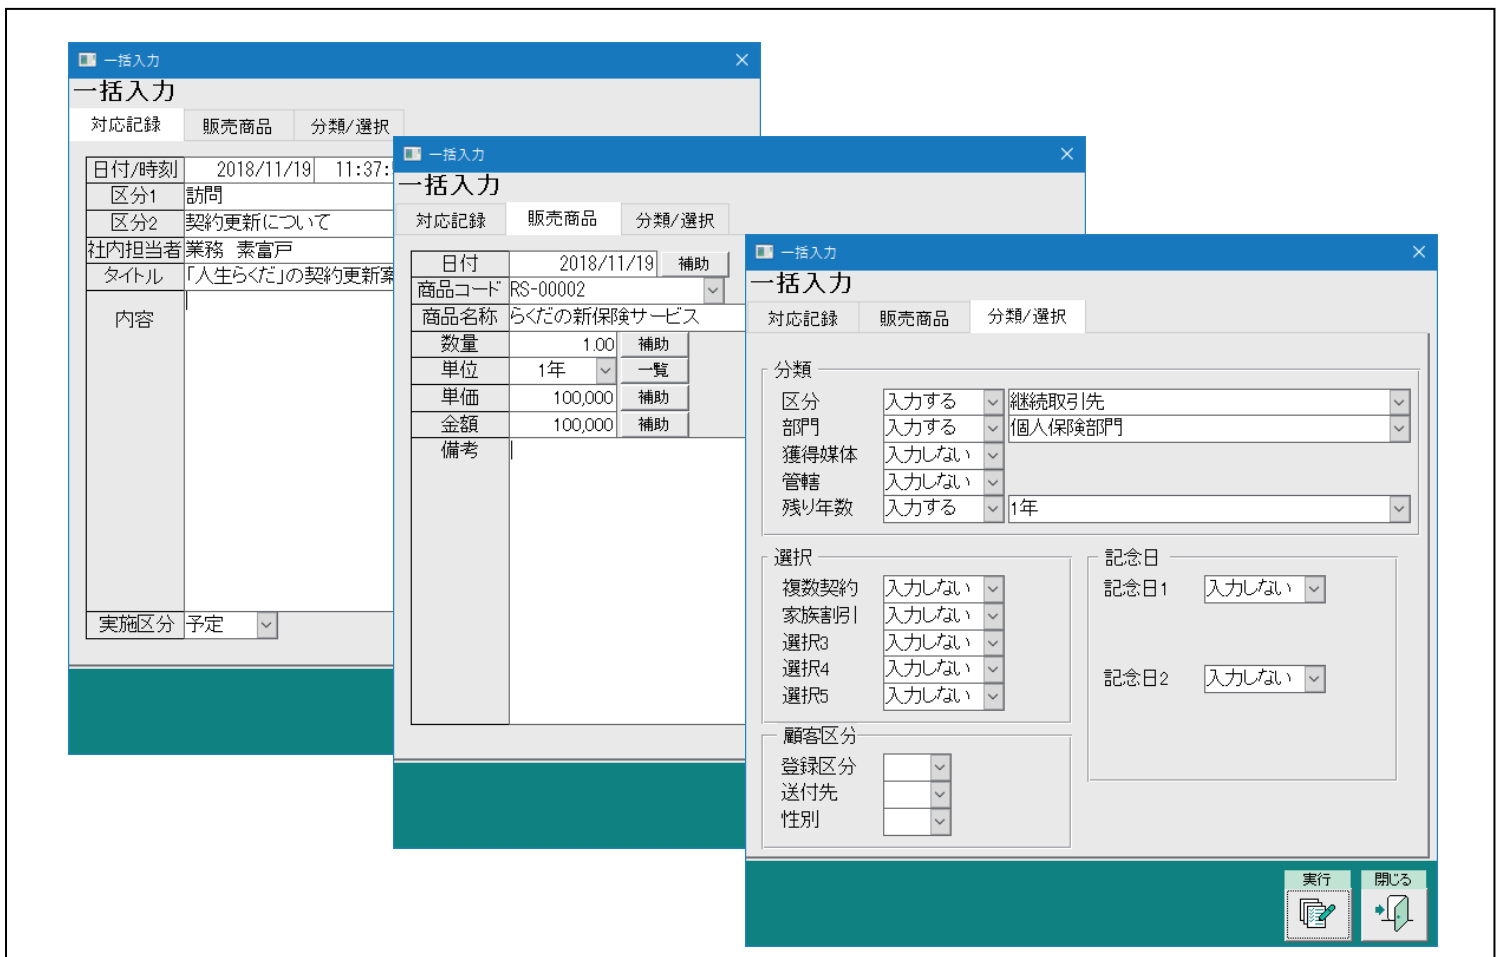 一括入力
一括入力
対応記録 販売商品 分類/選択
日付/時刻 2018/11/19 11:37:
区分1 訪問
区分2 契約更新について
社内担当者 業務 素富戸
タイトル 「人生らくだ」の契約更新案
内容
実施区分 予定
一括入力
一括入力
対応記録 販売商品 分類/選択
日付 2018/11/19 補助
商品コード RS-00002
商品名称 らくだの新保険サービス
数量 1.00 補助
単位 1年 一覧
単価 100,000 補助
金額 100,000 補助
備考
一括入力
一括入力
対応記録 販売商品 分類/選択
分類
区分 入力する 継続取引先
部門 入力する 個人保険部門
獲得媒体 入力しない
管轄 入力しない
残り年数 入力する 1年
選択
複数契約 入力しない
家族割引 入力しない
選択3 入力しない
選択4 入力しない
選択5 入力しない
記念日
記念日1 入力しない
記念日2 入力しない
顧客区分
登録区分
送付先
性別
実行 閉じる